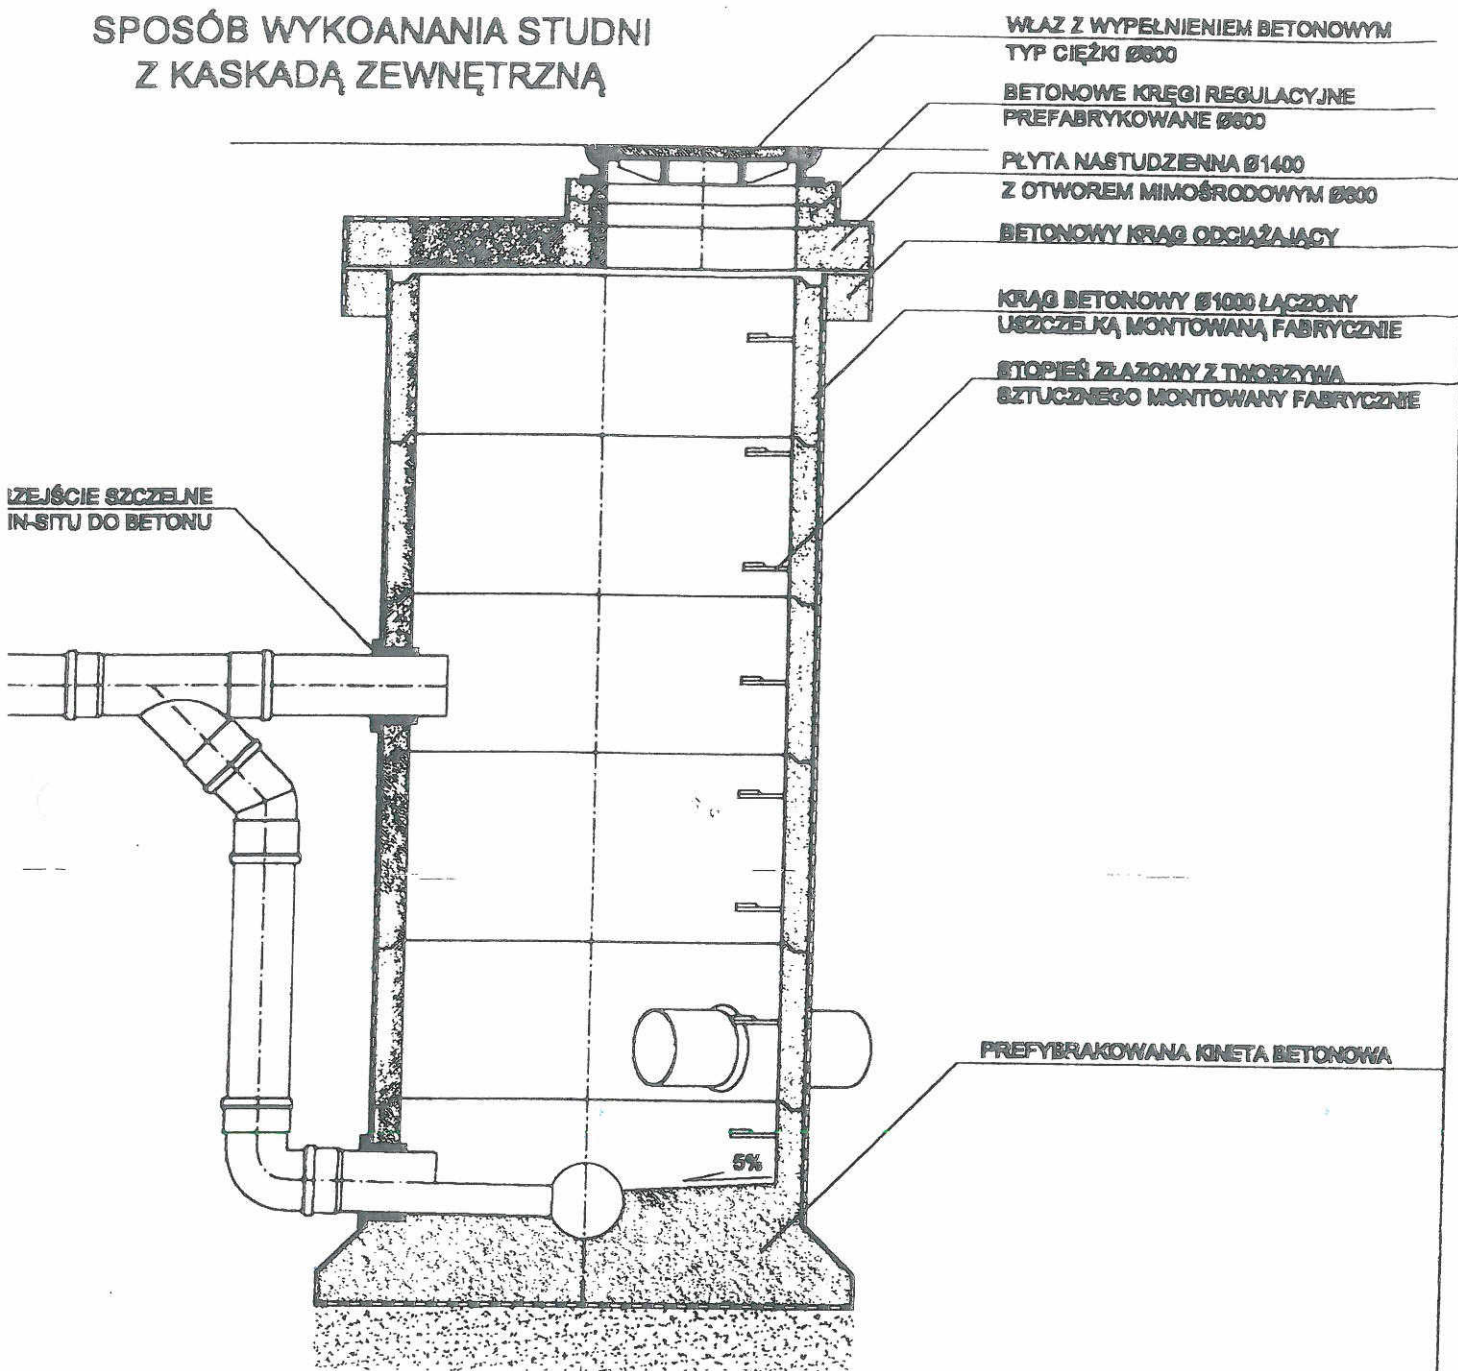 SPOSÓB WYKOANANIA STUDNI
Z KASKADĄ ZEWNĘTRZNĄ
WŁAZ Z WYPEŁNIENIEM BETONOWYM
TYP CIĘŻKI Ø600
BETONOWE KRĘGI REGULACYJNE
PREFABRYKOWANE Ø600
PŁYTA NASTUDZIENNA Ø1400
Z OTWOREM MIMOŚRODOWYM Ø600
BETONOWY KRĄG ODCIĄŻAJĄCY
KRĄG BETONOWY Ø1000 ŁĄCZONY
USZCZELKĄ MONTOWANĄ FABRYCZNIE
STOPIEŃ ZŁAZOWY Z TWORZYWA
SZTUCZNEGO MONTOWANY FABRYCZNIE
RZEJŚCIE SZCZELNE
IN-SITU DO BETONU
PREFYBRAKOWANA KINETA BETONOWA
5%